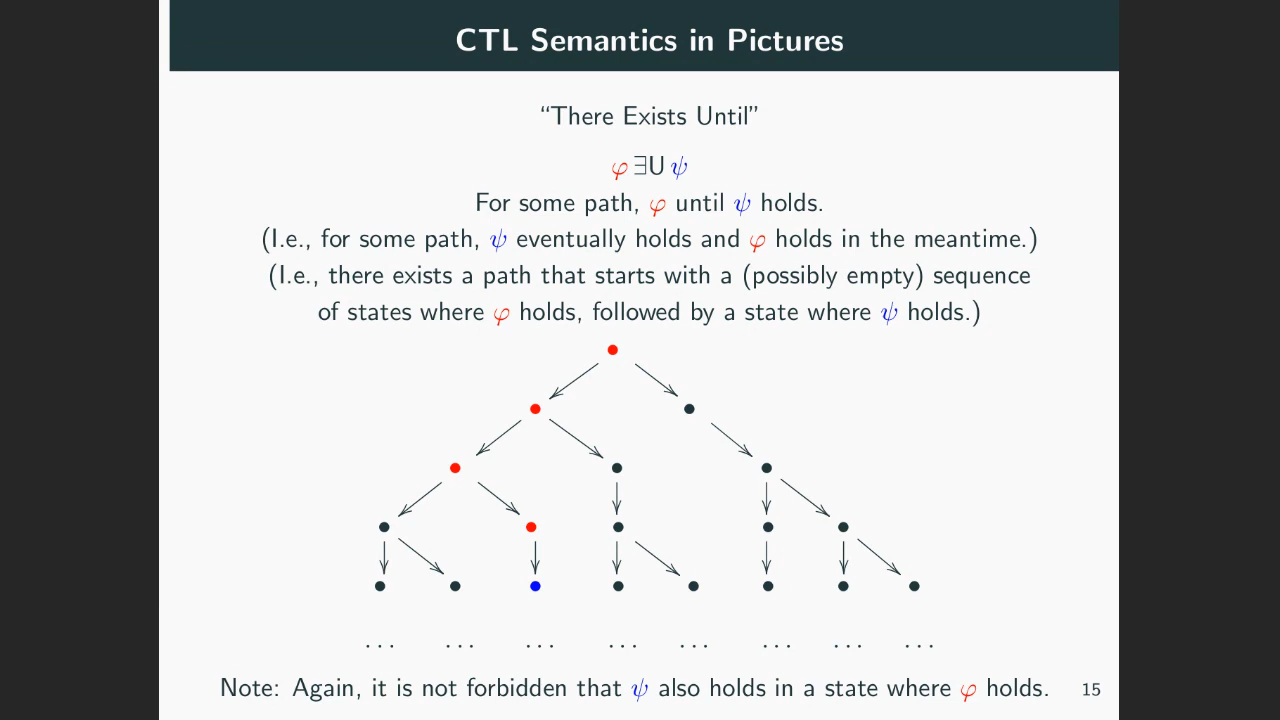 CTL Semantics in Pictures
“There Exists Until”
φ ∃U ψ
For some path, φ until ψ holds.
(I.e., for some path, ψ eventually holds and φ holds in the meantime.)
(I.e., there exists a path that starts with a (possibly empty) sequence
of states where φ holds, followed by a state where ψ holds.)
... ... ... ... ... ... ... ...
Note: Again, it is not forbidden that ψ also holds in a state where φ holds. 15